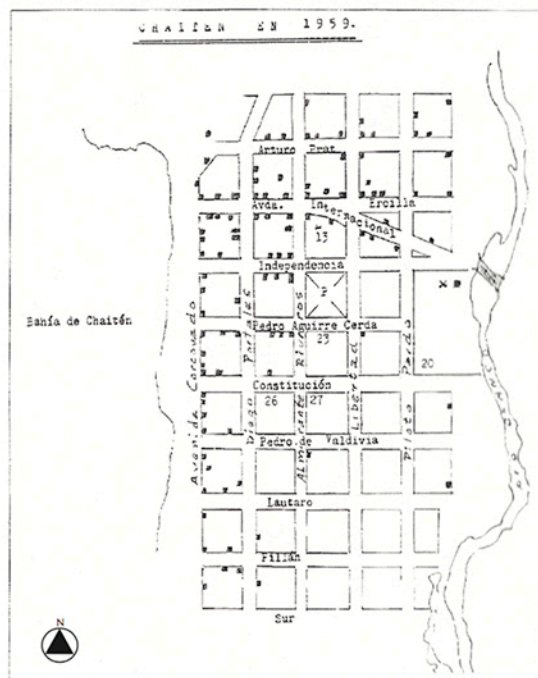 CHAITEN EN 1959.
Arturo Prat
Avda. Internacional
Ercilla
13
Independencia
P
Bahía de Chaitén
Pedro Aguirre Cerda
23
20
Constitución
26
27
Pedro de Valdivia
Avenida Corcovado
Diego Portales
Almirante Riveros
Libertad
Piloto Pardo
Lautaro
Pillán
Sur
N